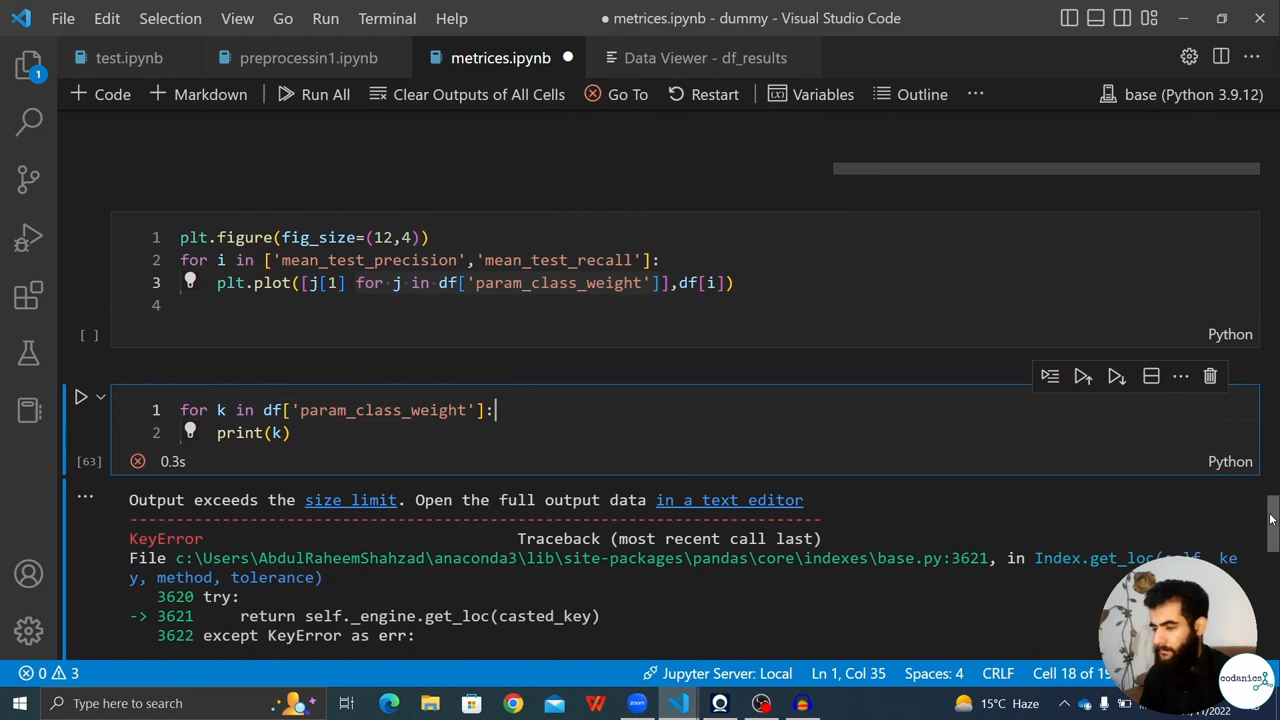 File Edit Selection View Go Run Terminal Help ● metrices.ipynb - dummy - Visual Studio Code
test.ipynb preprocessin1.ipynb metrices.ipynb Data Viewer - df_results
1
+ Code + Markdown Run All Clear Outputs of All Cells Go To Restart Variables Outline ... base (Python 3.9.12)
1 plt.figure(fig_size=(12,4))
2 for i in ['mean_test_precision','mean_test_recall']:
3 plt.plot([j[1] for j in df['param_class_weight']],df[i])
4
[ ] Python
1 for k in df['param_class_weight']:
2 print(k)
[63] 0.3s Python
... Output exceeds the size limit. Open the full output data in a text editor
---------------------------------------------------------------------------
KeyError Traceback (most recent call last)
File c:\Users\AbdulRaheemShahzad\anaconda3\lib\site-packages\pandas\core\indexes\base.py:3621, in Index.get_loc(self, ke
y, method, tolerance)
3620 try:
-> 3621 return self._engine.get_loc(casted_key)
3622 except KeyError as err:
codanics
0 3 Jupyter Server: Local Ln 1, Col 35 Spaces: 4 CRLF Cell 18 of
Type here to search zoom 15°C Haze
/11/2022